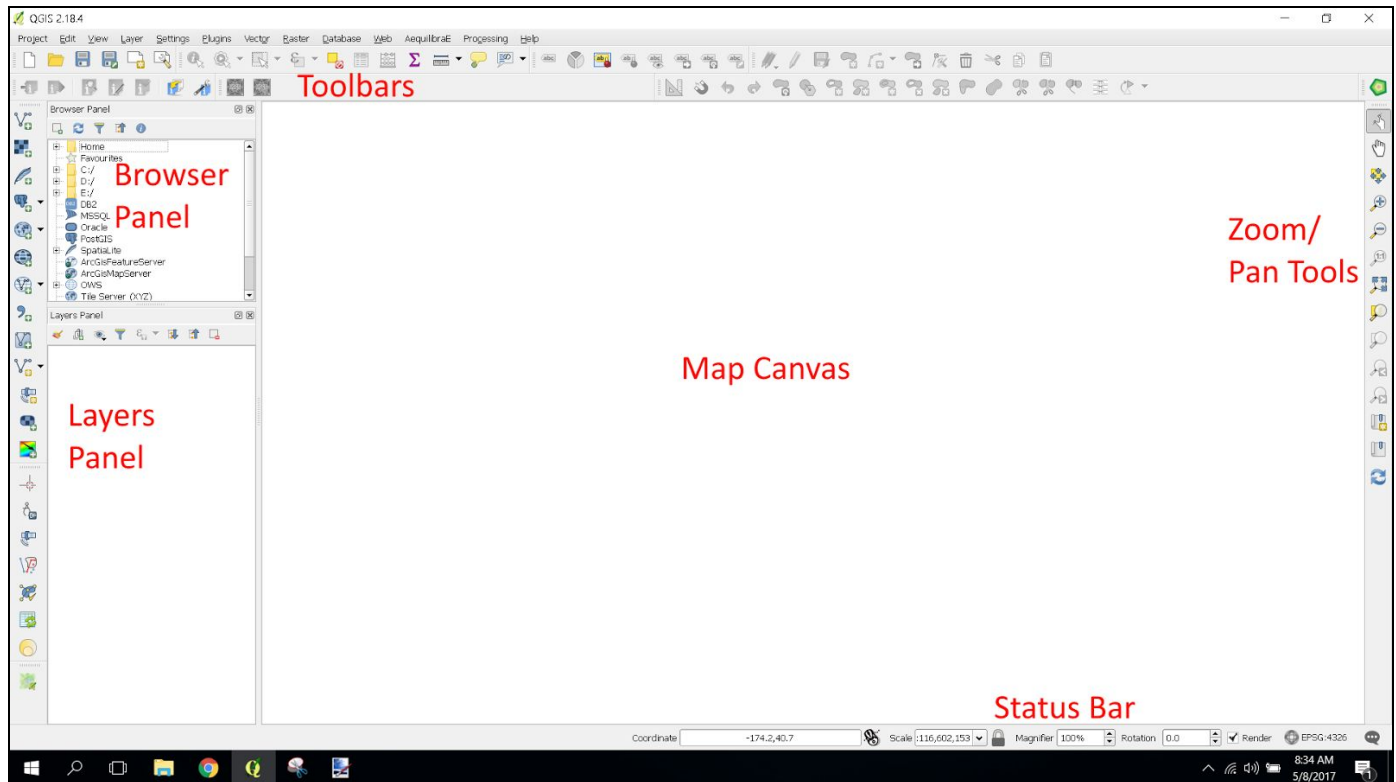 QGIS 2.18.4
Project Edit View Layer Settings Plugins Vector Raster Database Web AequilibraE Processing Help
Toolbars
Browser Panel
Home
Favourites
C:/
D:/
E:/
DB2
MSSQL
Oracle
PostGIS
SpatiaLite
ArcGisFeatureServer
ArcGisMapServer
OWS
Tile Server (XYZ)
Browser
Panel
Zoom/
Pan Tools
Layers Panel
Map Canvas
Layers
Panel
Status Bar
Coordinate -174.2,40.7 Scale :116,602,153 Magnifier 100% Rotation 0.0 Render EPSG:4326
8:34 AM
5/8/2017